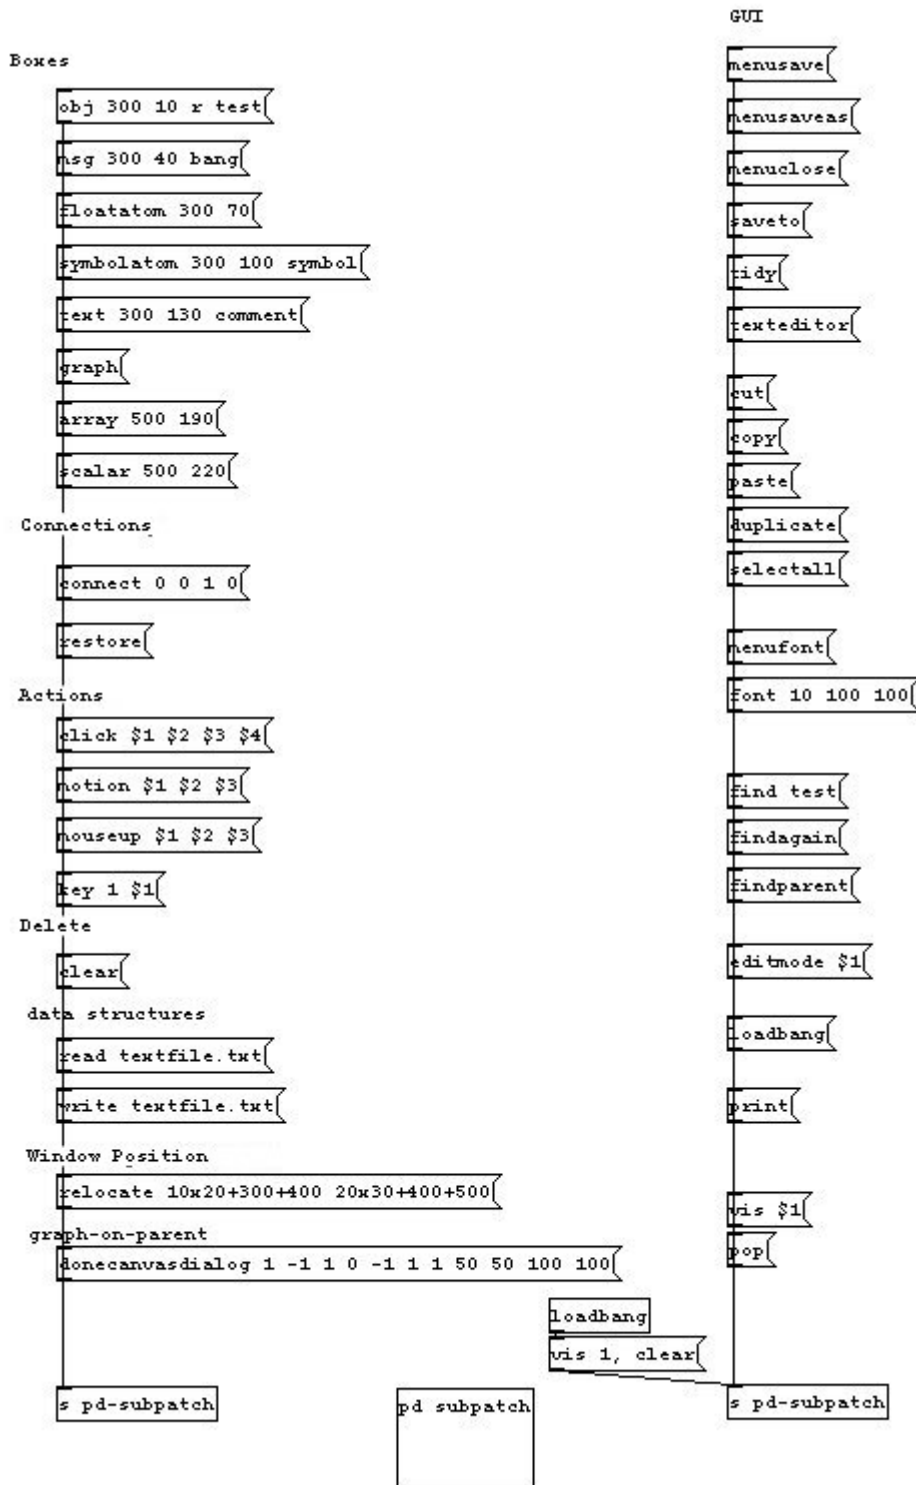 Boxes
obj 300 10 r test
msg 300 40 bang
floatatom 300 70
symbolatom 300 100 symbol
text 300 130 comment
graph
array 500 190
scalar 500 220
Connections
connect 0 0 1 0
restore
Actions
click $1 $2 $3 $4
motion $1 $2 $3
mouseup $1 $2 $3
key 1 $1
Delete
clear
data structures
read textfile.txt
write textfile.txt
Window Position
relocate 10x20+300+400 20x30+400+500
graph-on-parent
donecanvasdialog 1 -1 1 0 -1 1 1 50 50 100 100
s pd-subpatch
loadbang
vis 1, clear
pd subpatch
GUI
menusave
menusaveas
menuclose
saveto
tidy
texteditor
cut
copy
paste
duplicate
selectall
menufont
font 10 100 100
find test
findagain
findparent
editmode $1
loadbang
print
vis $1
pop
s pd-subpatch